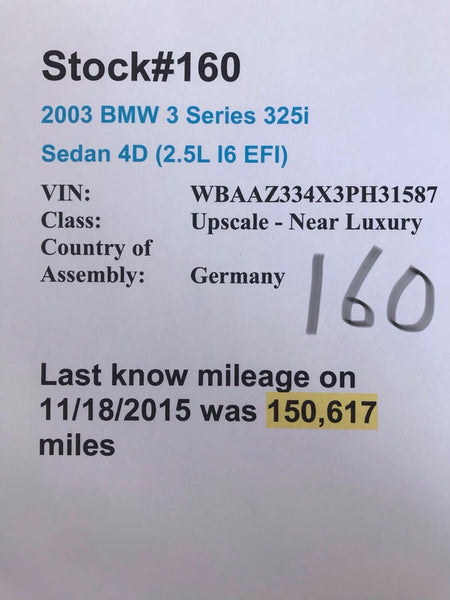 Stock#160
2003 BMW 3 Series 325i
Sedan 4D (2.5L I6 EFI)
VIN: WBAAZ334X3PH31587
Class: Upscale - Near Luxury
Country of
Assembly: Germany
160
Last know mileage on
11/18/2015 was 150,617
miles